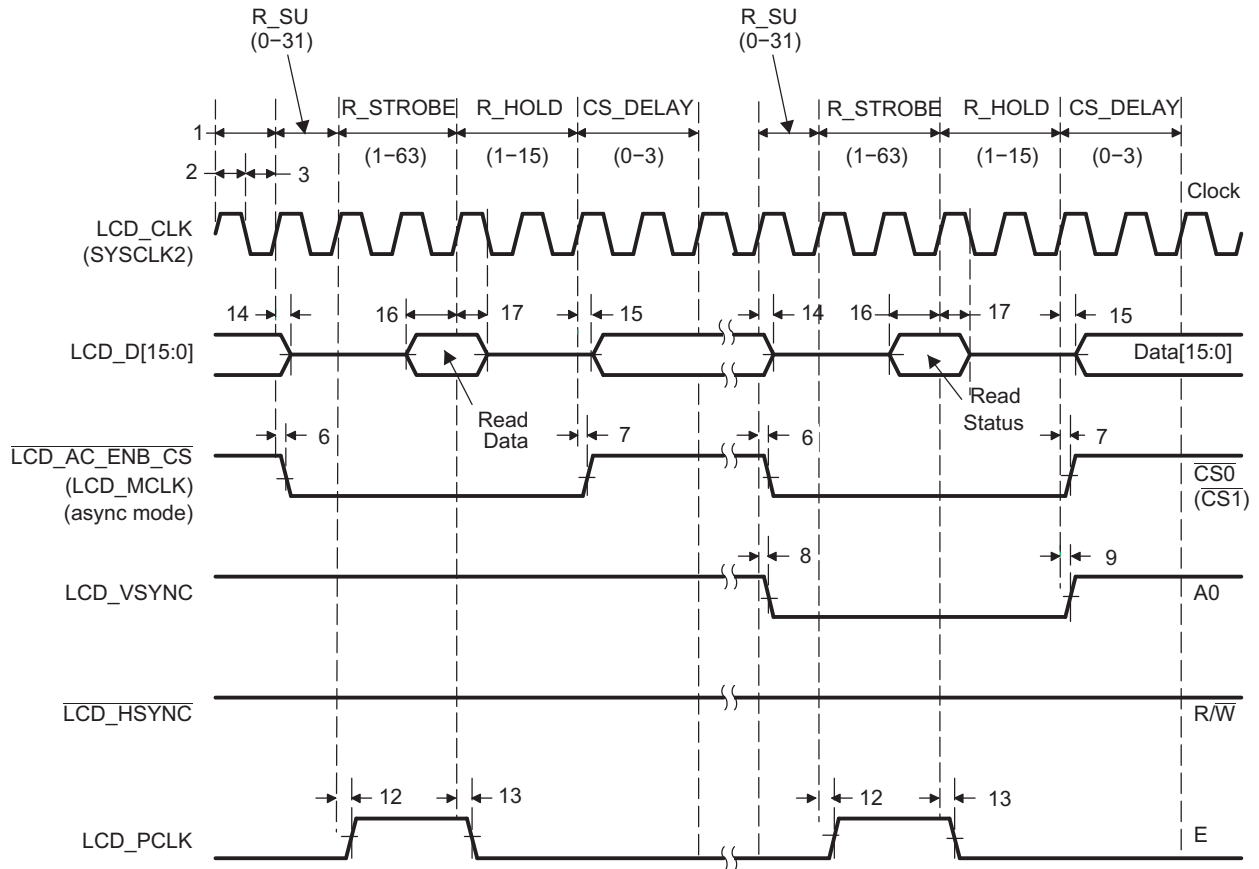 R_SU
(0−31)
R_SU
(0−31)
R_STROBE R_HOLD CS_DELAY
R_STROBE R_HOLD CS_DELAY
1
(1−63) (1−15) (0−3)
(1−63) (1−15) (0−3)
2 3
Clock
LCD_CLK
(SYSCLK2)
14 16 17 15 14 16 17 15
LCD_D[15:0]
Data[15:0]
Read
Data
Read
Status
6 7 6 7
LCD_AC_ENB_CS
(LCD_MCLK)
(async mode)
CS0
(CS1)
8 9
LCD_VSYNC
A0
LCD_HSYNC
R/W
12 13 12 13
LCD_PCLK
E